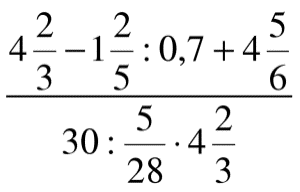 4 2/3 − 1 2/5 : 0,7 + 4 5/6
30 : 5/28 · 4 2/3